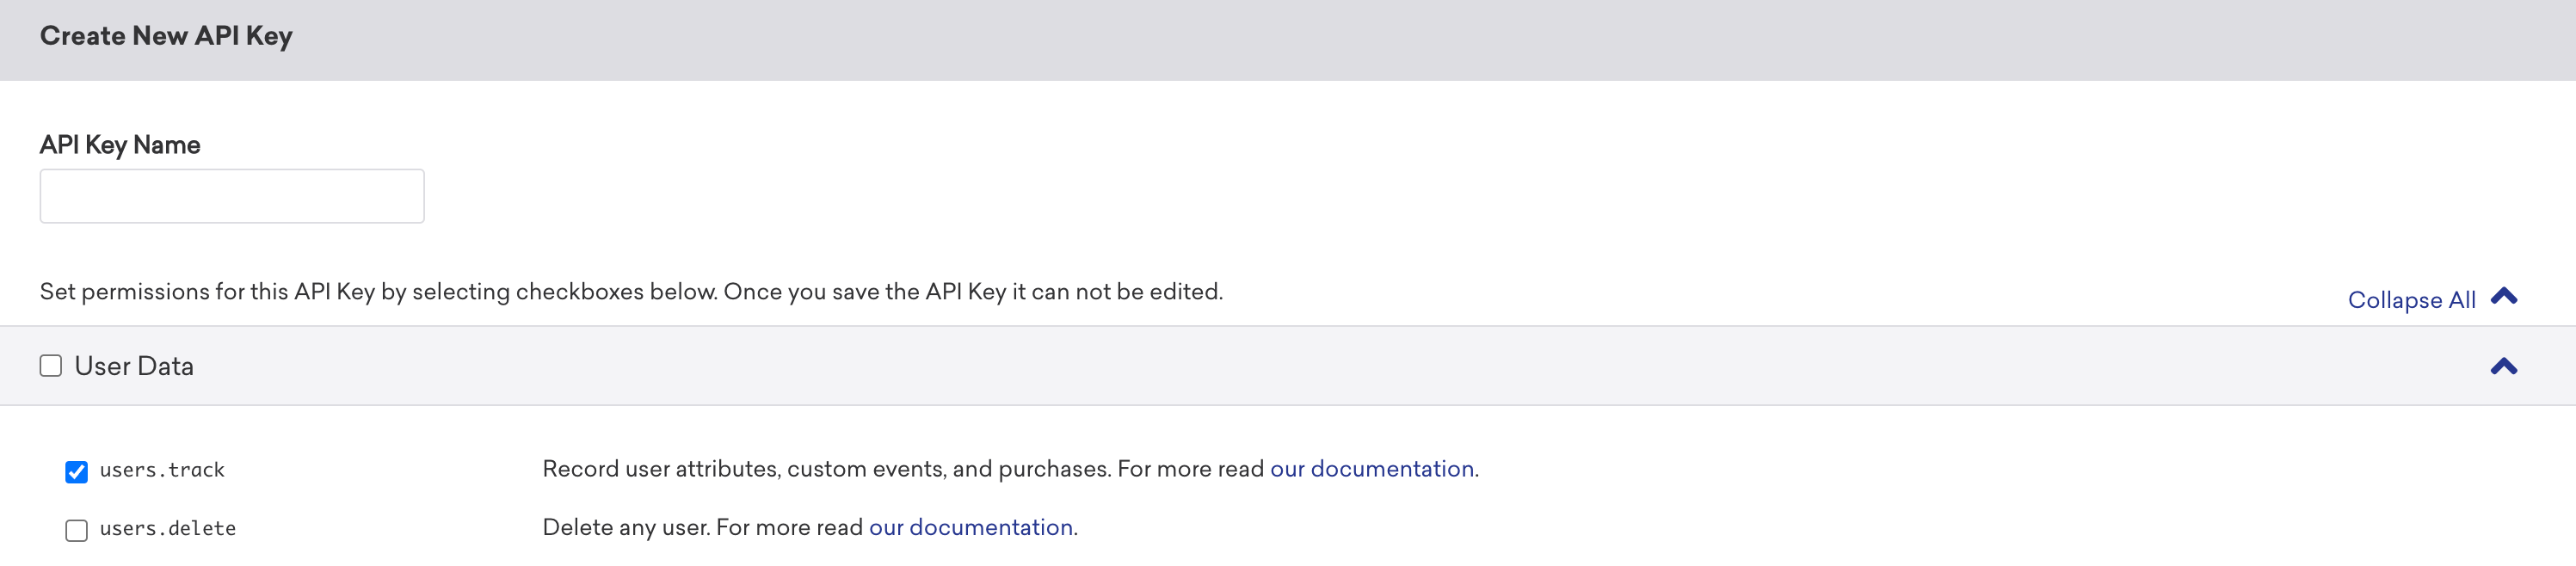 Create New API Key
API Key Name
Set permissions for this API Key by selecting checkboxes below. Once you save the API Key it can not be edited.
Collapse All
User Data
users.track Record user attributes, custom events, and purchases. For more read our documentation.
users.delete Delete any user. For more read our documentation.